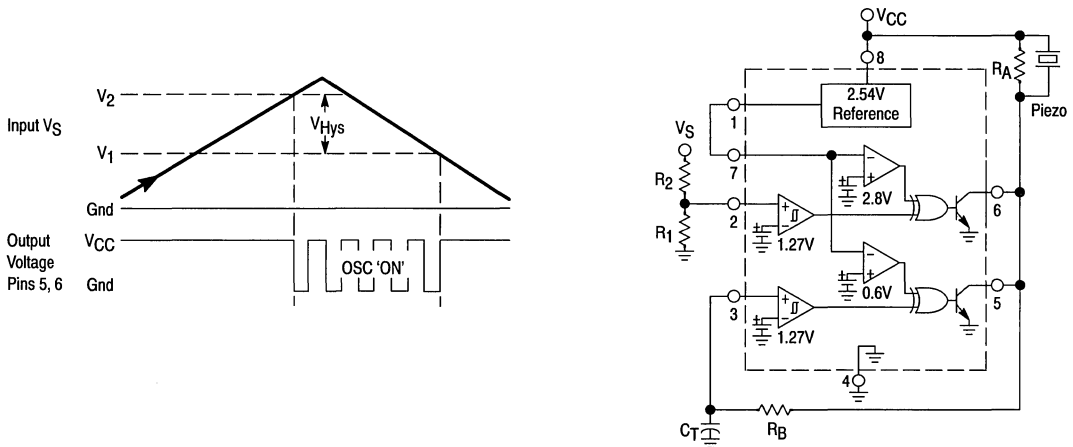 V2
Input VS
VHys
V1
Gnd
Output
Voltage
Pins 5, 6
VCC
Gnd
OSC 'ON'
VCC
8
RA
Piezo
2.54V
Reference
1
VS
7
R2
2.8V
6
2
R1
1.27V
0.6V
5
3
1.27V
4
RB
CT
+
−
+
+
−
+
−
+
+
−
+
+
−
+